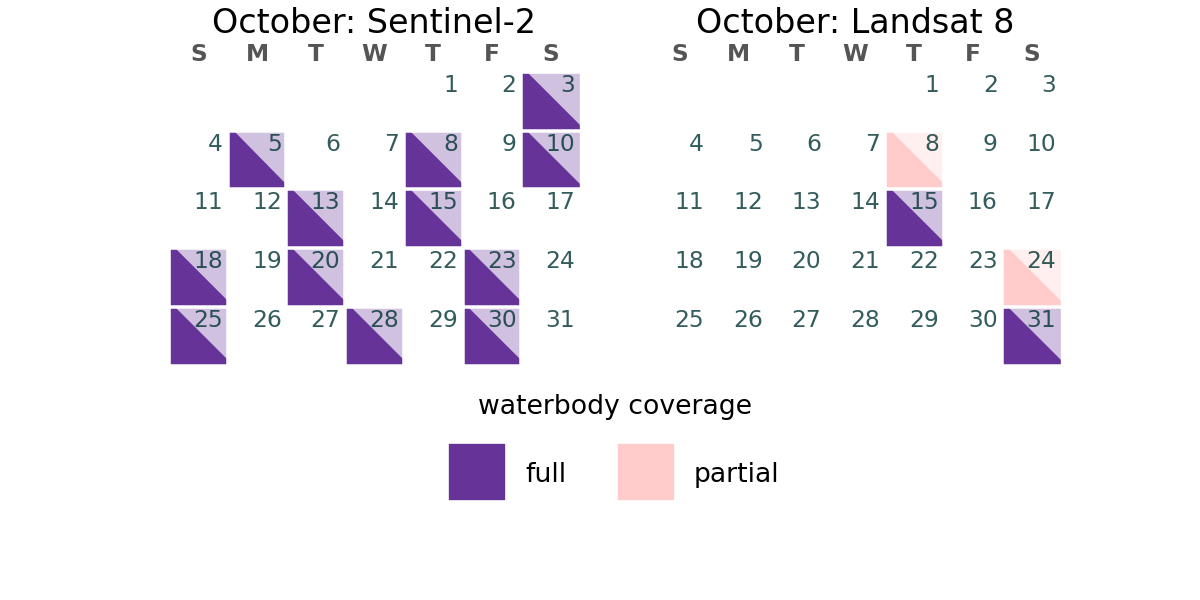 October: Sentinel-2
S M T W T F S
1 2 3
4 5 6 7 8 9 10
11 12 13 14 15 16 17
18 19 20 21 22 23 24
25 26 27 28 29 30 31
October: Landsat 8
S M T W T F S
1 2 3
4 5 6 7 8 9 10
11 12 13 14 15 16 17
18 19 20 21 22 23 24
25 26 27 28 29 30 31
waterbody coverage
full partial